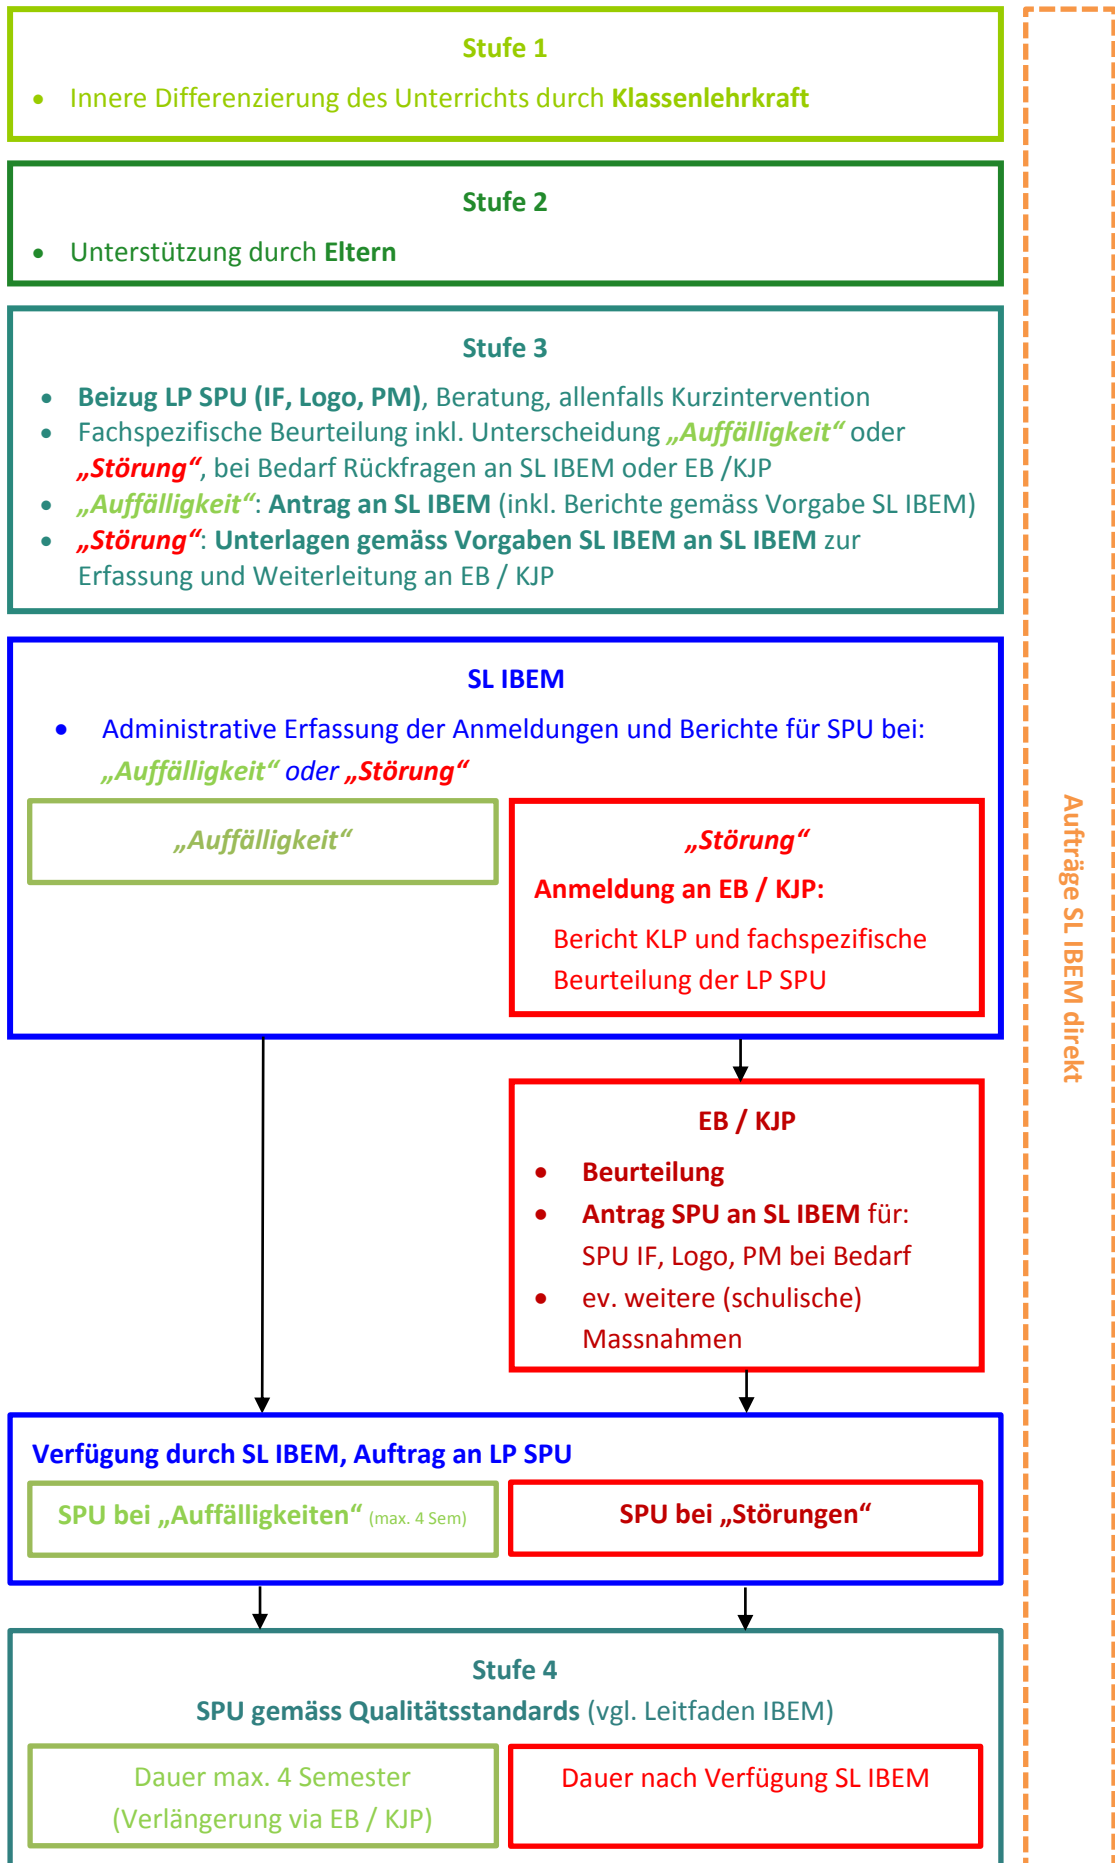 Stufe 1
• Innere Differenzierung des Unterrichts durch Klassenlehrkraft
Stufe 2
• Unterstützung durch Eltern
Stufe 3
• Beizug LP SPU (IF, Logo, PM), Beratung, allenfalls Kurzintervention
• Fachspezifische Beurteilung inkl. Unterscheidung „Auffälligkeit“ oder
„Störung“, bei Bedarf Rückfragen an SL IBEM oder EB /KJP
• „Auffälligkeit“: Antrag an SL IBEM (inkl. Berichte gemäss Vorgabe SL IBEM)
• „Störung“: Unterlagen gemäss Vorgaben SL IBEM an SL IBEM zur
Erfassung und Weiterleitung an EB / KJP
SL IBEM
• Administrative Erfassung der Anmeldungen und Berichte für SPU bei:
„Auffälligkeit“ oder „Störung“
„Auffälligkeit“
„Störung“
Anmeldung an EB / KJP:
Bericht KLP und fachspezifische
Beurteilung der LP SPU
EB / KJP
• Beurteilung
• Antrag SPU an SL IBEM für:
SPU IF, Logo, PM bei Bedarf
• ev. weitere (schulische)
Massnahmen
Verfügung durch SL IBEM, Auftrag an LP SPU
SPU bei „Auffälligkeiten“ (max. 4 Sem)
SPU bei „Störungen“
Stufe 4
SPU gemäss Qualitätsstandards (vgl. Leitfaden IBEM)
Dauer max. 4 Semester
(Verlängerung via EB / KJP)
Dauer nach Verfügung SL IBEM
Aufträge SL IBEM direkt